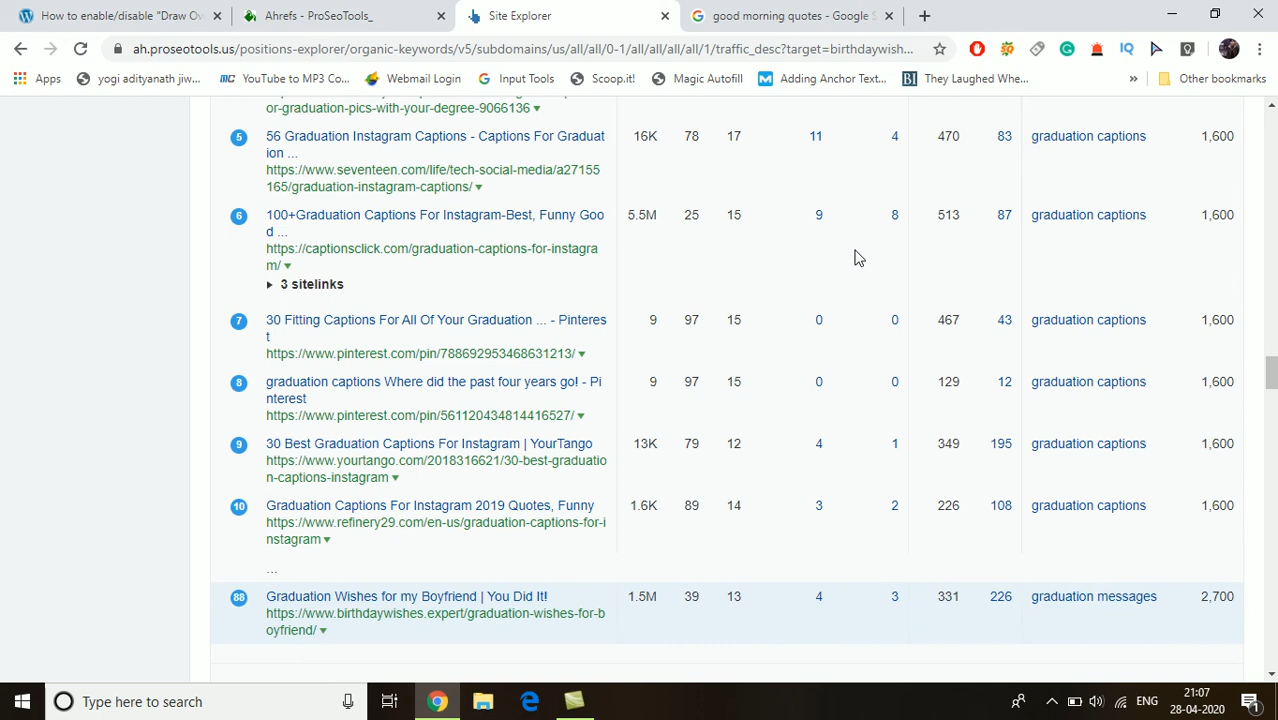 How to enable/disable "Draw Ov
Ahrefs - ProSeoTools_
Site Explorer
good morning quotes - Google S
ah.proseotools.us/positions-explorer/organic-keywords/v5/subdomains/us/all/all/0-1/all/all/all/all/1/traffic_desc?target=birthdaywish...
Apps
yogi adityanath jiw...
YouTube to MP3 Co...
Webmail Login
Input Tools
Scoop.it!
Magic Autofill
Adding Anchor Text...
They Laughed Whe...
»
Other bookmarks
or-graduation-pics-with-your-degree-9066136
5 56 Graduation Instagram Captions - Captions For Graduat 16K 78 17 11 4 470 83 graduation captions 1,600
ion ...
https://www.seventeen.com/life/tech-social-media/a27155
165/graduation-instagram-captions/
6 100+Graduation Captions For Instagram-Best, Funny Goo 5.5M 25 15 9 8 513 87 graduation captions 1,600
d ...
https://captionsclick.com/graduation-captions-for-instagra
m/
3 sitelinks
7 30 Fitting Captions For All Of Your Graduation ... - Pinteres 9 97 15 0 0 467 43 graduation captions 1,600
t
https://www.pinterest.com/pin/788692953468631213/
8 graduation captions Where did the past four years go! - Pi 9 97 15 0 0 129 12 graduation captions 1,600
nterest
https://www.pinterest.com/pin/561120434814416527/
9 30 Best Graduation Captions For Instagram | YourTango 13K 79 12 4 1 349 195 graduation captions 1,600
https://www.yourtango.com/2018316621/30-best-graduatio
n-captions-instagram
10 Graduation Captions For Instagram 2019 Quotes, Funny 1.6K 89 14 3 2 226 108 graduation captions 1,600
https://www.refinery29.com/en-us/graduation-captions-for-i
nstagram
...
88 Graduation Wishes for my Boyfriend | You Did It! 1.5M 39 13 4 3 331 226 graduation messages 2,700
https://www.birthdaywishes.expert/graduation-wishes-for-b
oyfriend/
Type here to search
ENG
21:07
28-04-2020